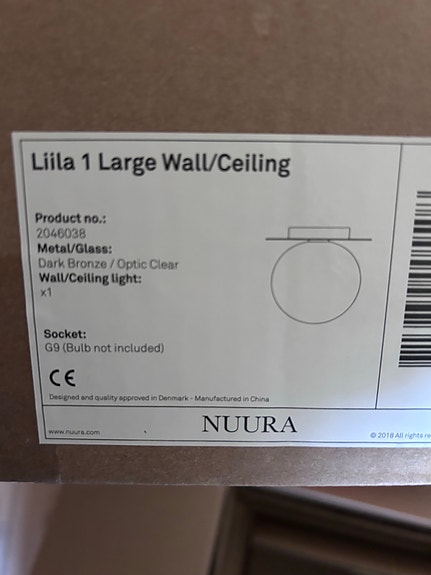 Liila 1 Large Wall/Ceiling
Product no.:
2046038
Metal/Glass:
Dark Bronze / Optic Clear
Wall/Ceiling light:
x1
Socket:
G9 (Bulb not included)
CE
Designed and quality approved in Denmark - Manufactured in China
www.nuura.com
NUURA
© 2018 All rights re